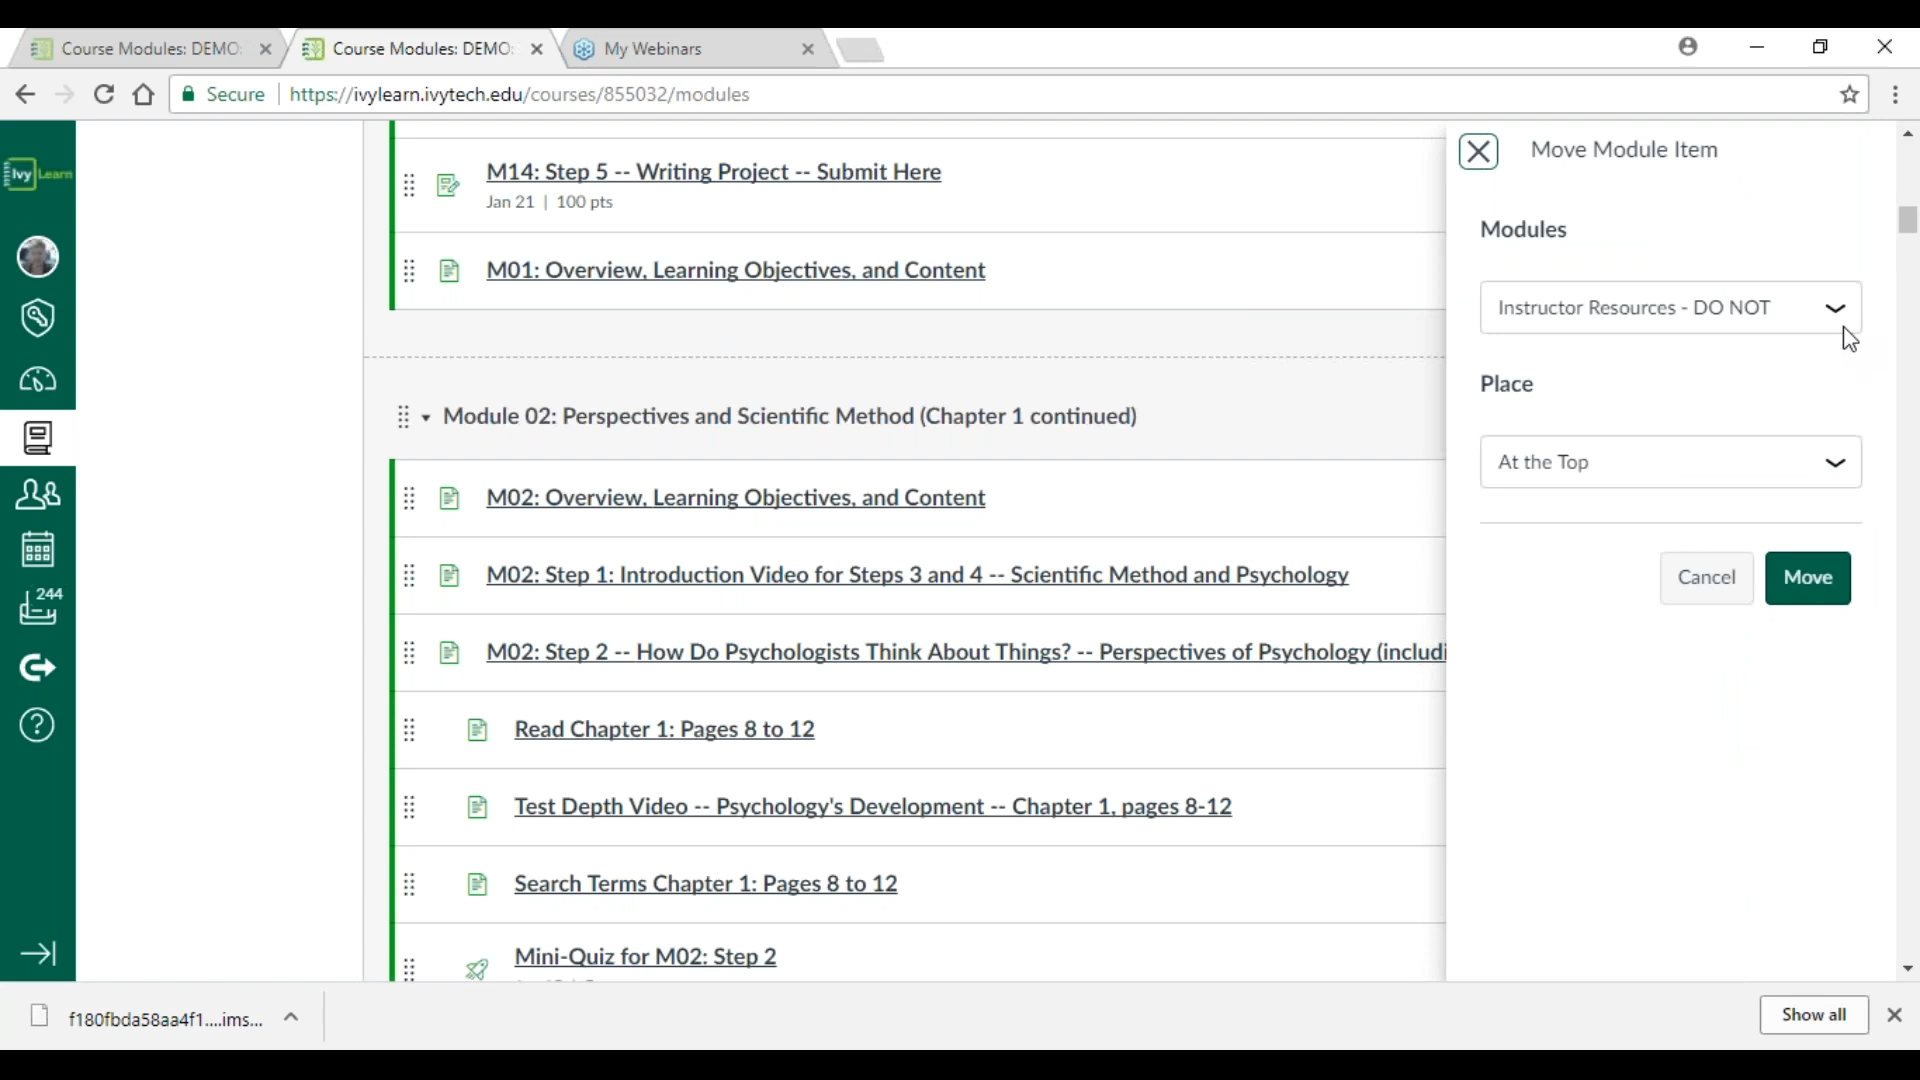 Course Modules: DEMO:
Course Modules: DEMO:
My Webinars
Secure
https://ivylearn.ivytech.edu/courses/855032/modules
Ivy Learn
244
M14: Step 5 -- Writing Project -- Submit Here
Jan 21 | 100 pts
M01: Overview, Learning Objectives, and Content
Module 02: Perspectives and Scientific Method (Chapter 1 continued)
M02: Overview, Learning Objectives, and Content
M02: Step 1: Introduction Video for Steps 3 and 4 -- Scientific Method and Psychology
M02: Step 2 -- How Do Psychologists Think About Things? -- Perspectives of Psychology (includi
Read Chapter 1: Pages 8 to 12
Test Depth Video -- Psychology's Development -- Chapter 1, pages 8-12
Search Terms Chapter 1: Pages 8 to 12
Mini-Quiz for M02: Step 2
Move Module Item
Modules
Instructor Resources - DO NOT
Place
At the Top
Cancel
Move
f180fbda58aa4f1....ims...
Show all